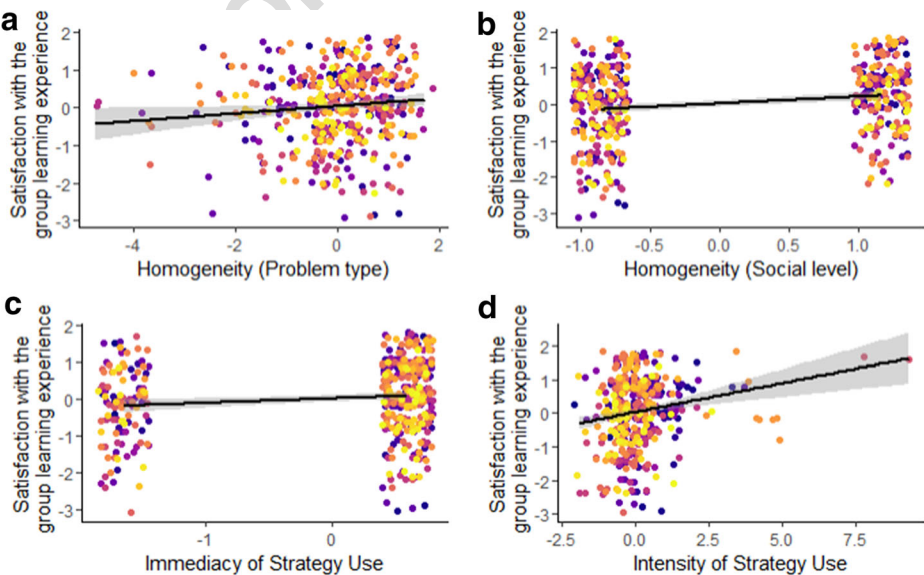 a
Satisfaction with the
group learning experience
2
1
0
-1
-2
-3
-4
-2
0
2
Homogeneity (Problem type)
b
Satisfaction with the
group learning experience
2
1
0
-1
-2
-3
-1.0
-0.5
0.0
0.5
1.0
Homogeneity (Social level)
c
Satisfaction with the
group learning experience
2
1
0
-1
-2
-3
-1
0
Immediacy of Strategy Use
d
Satisfaction with the
group learning experience
2
1
0
-1
-2
-3
-2.5
0.0
2.5
5.0
7.5
Intensity of Strategy Use